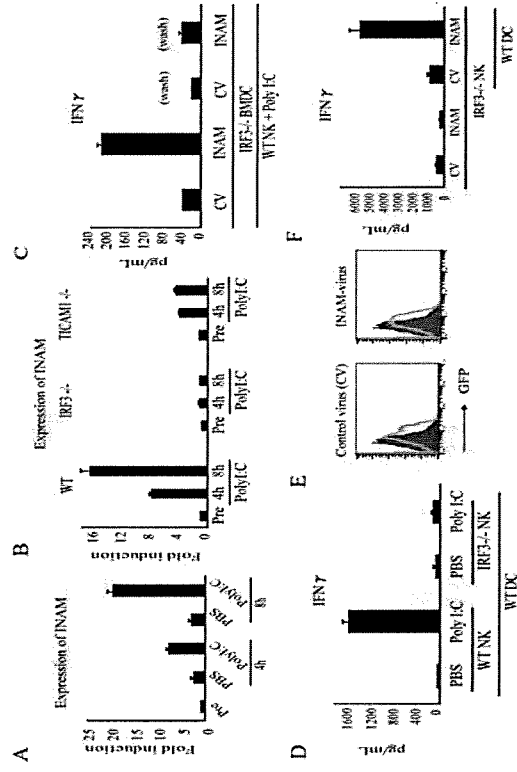 A
Expression of INAM
Fold induction
25
20
15
10
5
0
Pre
PBS
PolyI:C
PBS
PolyI:C
4h
8h
B
Expression of INAM
WT
IRF3 -/-
TICAM1 -/-
Fold induction
16
12
8
4
0
Pre 4h 8h
PolyI:C
Pre 4h 8h
PolyI:C
Pre 4h 8h
PolyI:C
C
IFNγ
pg/mL
240
200
160
120
80
40
0
(wash)
(wash)
CV
INAM
CV
INAM
IRF3-/- BMDC
WT NK + Poly I:C
D
IFNγ
pg/mL
1600
1200
800
400
0
PBS
Poly I:C
PBS
Poly I:C
WT NK
IRF3-/- NK
WT DC
E
Control virus (CV)
INAM-virus
GFP
F
IFNγ
pg/mL
6000
5000
4000
3000
2000
1000
0
CV
INAM
CV
INAM
IRF3-/- NK
WT DC